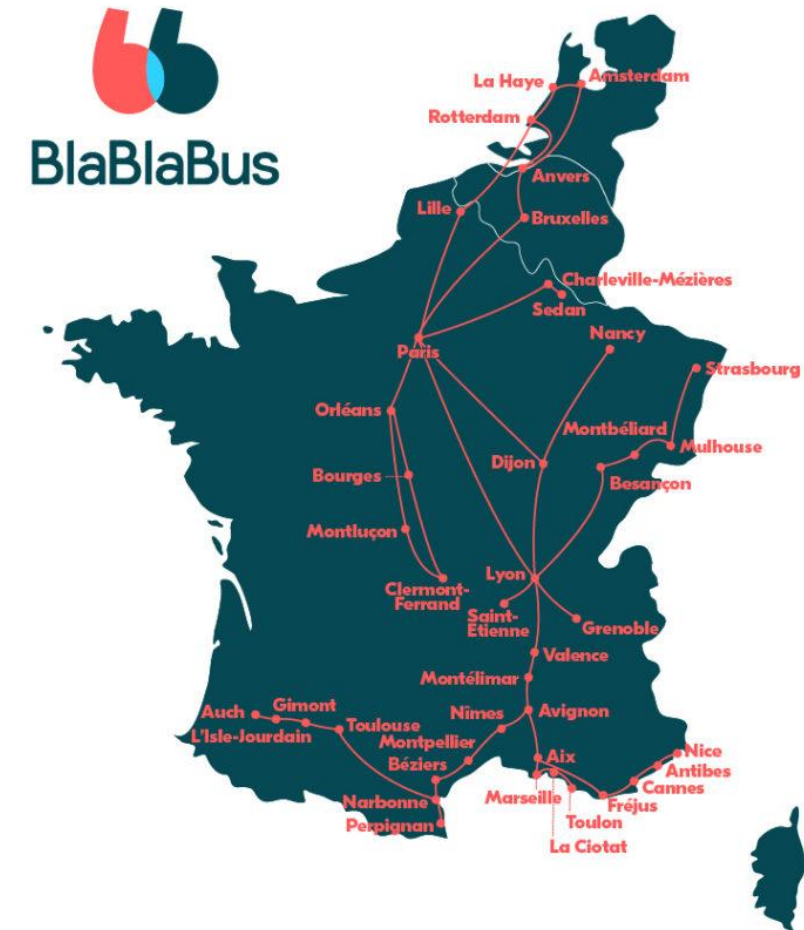 BlaBlaBus
La Haye
Amsterdam
Rotterdam
Anvers
Lille
Bruxelles
Charleville-Mézières
Sedan
Nancy
Paris
Strasbourg
Orléans
Montbéliard
Mulhouse
Dijon
Bourges
Besançon
Montluçon
Lyon
Clermont-
Ferrand
Saint-
Etienne
Grenoble
Valence
Montélimar
Auch
Gimont
Nîmes
Avignon
L'Isle-Jourdain
Toulouse
Montpellier
Aix
Nice
Béziers
Antibes
Cannes
Marseille
Narbonne
Fréjus
Toulon
Perpignan
La Ciotat